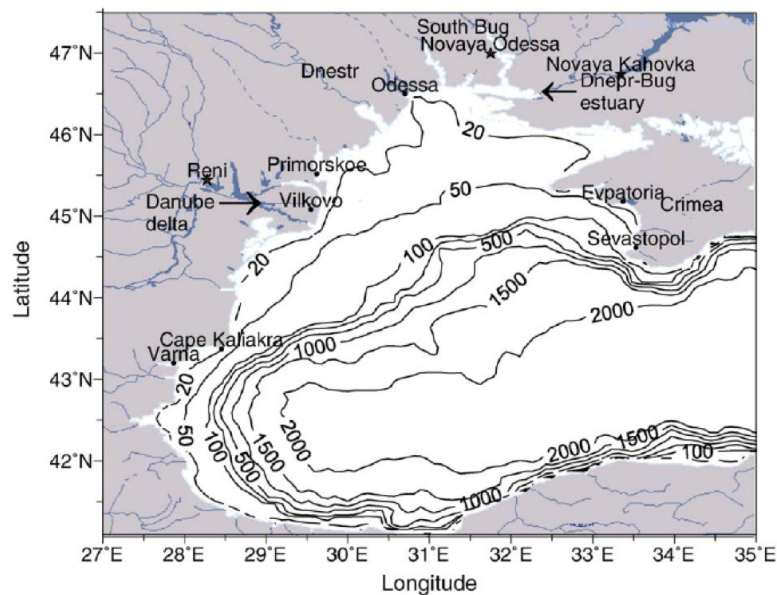 47°N
46°N
45°N
44°N
43°N
42°N
Latitude
South Bug
Novaya Odessa
Dnestr
Odessa
Novaya Kahovka
Dnepr-Bug
estuary
20
Reni
Primorskoe
Danube
delta
Vilkovo
50
Evpatoria
Crimea
Sevastopol
20
100
500
1500
2000
Cape Kaliakra
Varna
1000
20
50
100
500
1500
2000
2000
1500
100
1000
27°E
28°E
29°E
30°E
31°E
32°E
33°E
34°E
35°E
Longitude